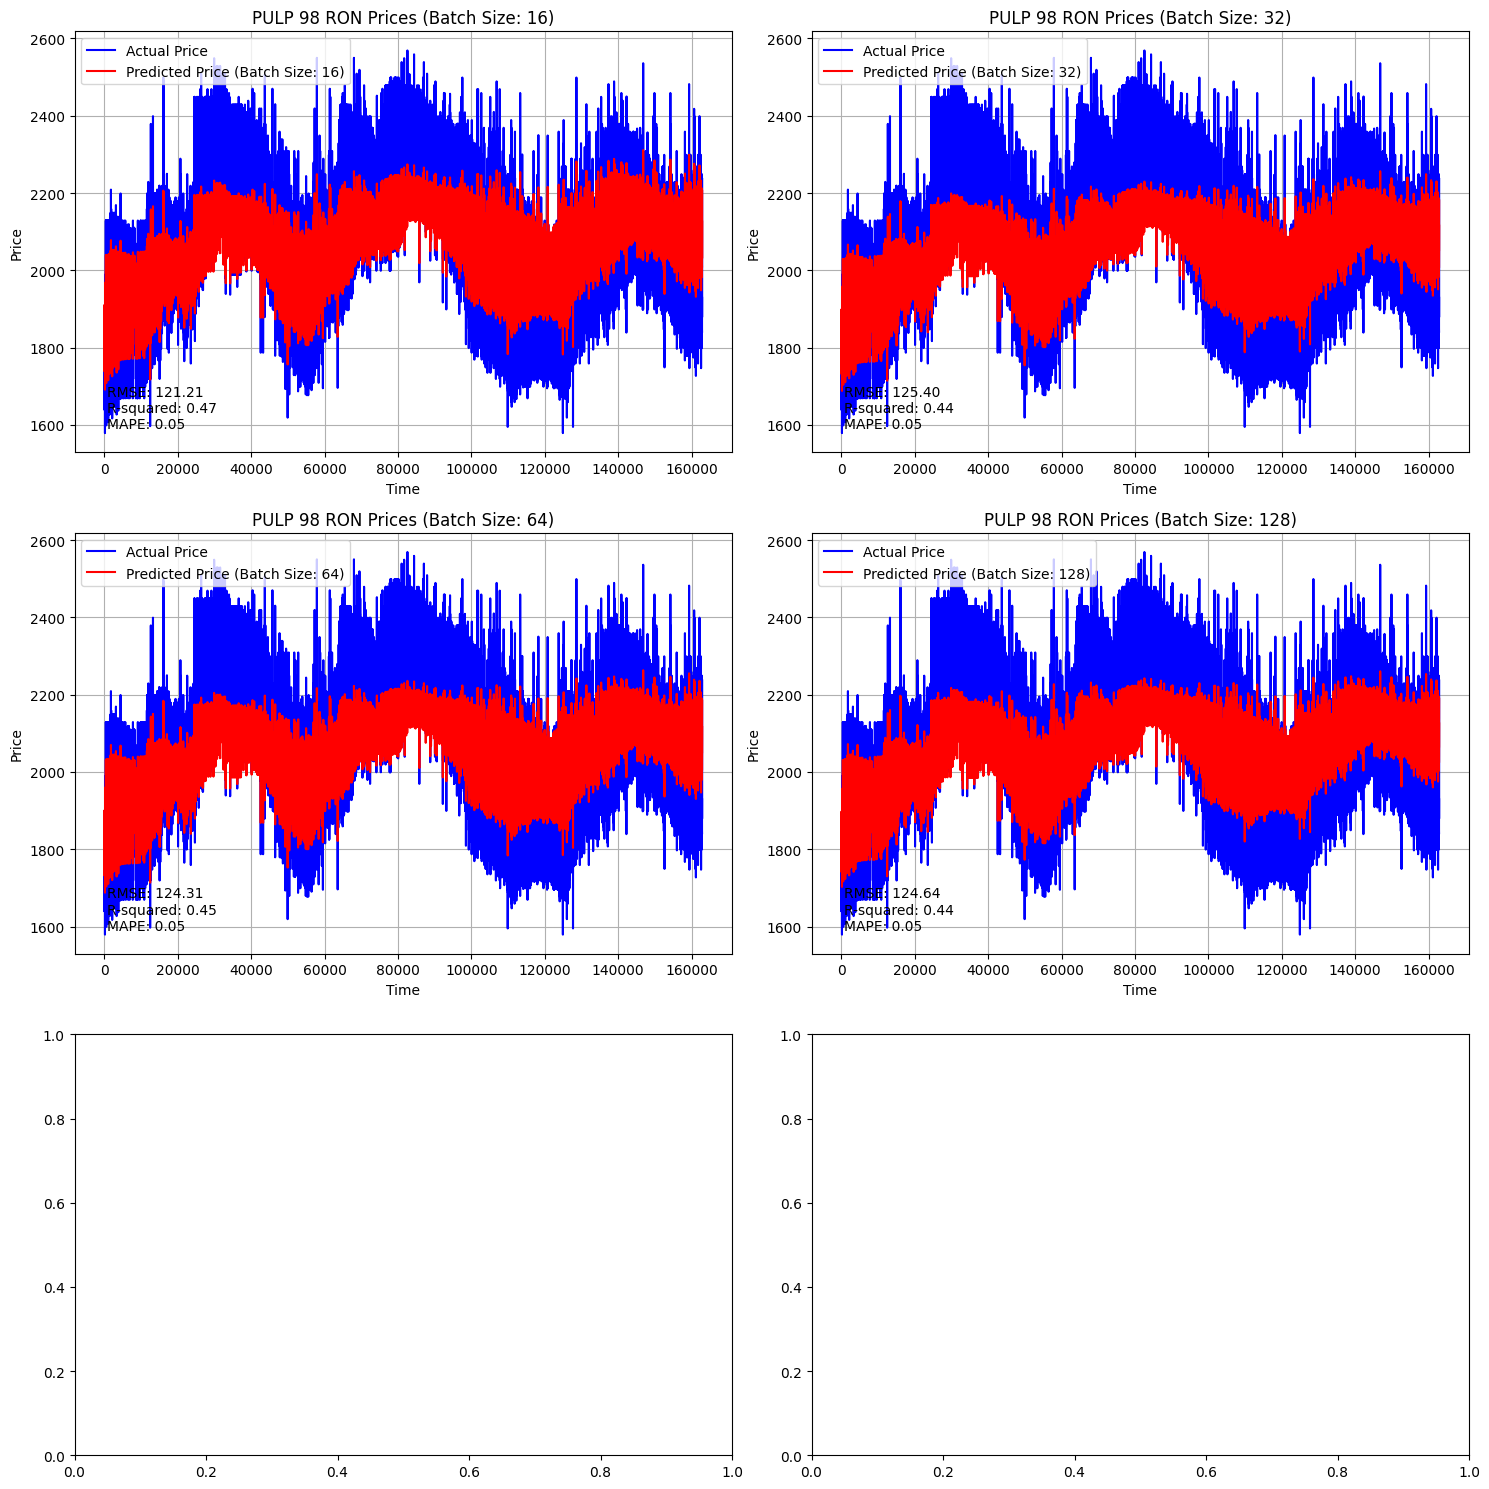 PULP 98 RON Prices (Batch Size: 16)
Actual Price
Predicted Price (Batch Size: 16)
Price
2600
2400
2200
2000
1800
1600
RMSE: 121.21
R-squared: 0.47
MAPE: 0.05
0 20000 40000 60000 80000 100000 120000 140000 160000
Time
PULP 98 RON Prices (Batch Size: 32)
Actual Price
Predicted Price (Batch Size: 32)
Price
2600
2400
2200
2000
1800
1600
RMSE: 125.40
R-squared: 0.44
MAPE: 0.05
0 20000 40000 60000 80000 100000 120000 140000 160000
Time
PULP 98 RON Prices (Batch Size: 64)
Actual Price
Predicted Price (Batch Size: 64)
Price
2600
2400
2200
2000
1800
1600
RMSE: 124.31
R-squared: 0.45
MAPE: 0.05
0 20000 40000 60000 80000 100000 120000 140000 160000
Time
PULP 98 RON Prices (Batch Size: 128)
Actual Price
Predicted Price (Batch Size: 128)
Price
2600
2400
2200
2000
1800
1600
RMSE: 124.64
R-squared: 0.44
MAPE: 0.05
0 20000 40000 60000 80000 100000 120000 140000 160000
Time
1.0
0.8
0.6
0.4
0.2
0.0
0.0 0.2 0.4 0.6 0.8 1.0
1.0
0.8
0.6
0.4
0.2
0.0
0.0 0.2 0.4 0.6 0.8 1.0